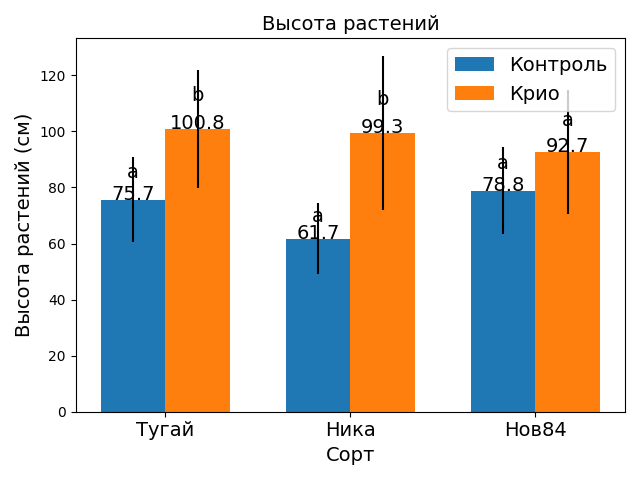 Высота растений
Контроль
Крио
Высота растений (см)
120
100
80
60
40
20
0
a
75.7
b
100.8
a
61.7
b
99.3
a
78.8
a
92.7
Тугай
Ника
Нов84
Сорт